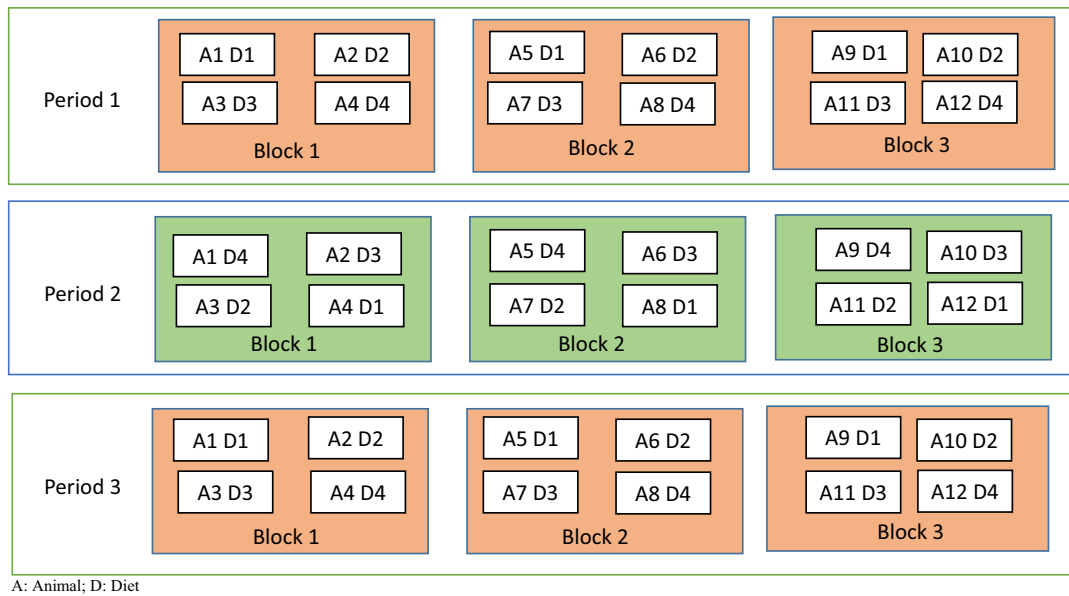 A1 D1 A2 D2 A5 D1 A6 D2 A9 D1 A10 D2
Period 1
A3 D3 A4 D4 A7 D3 A8 D4 A11 D3 A12 D4
Block 1 Block 2 Block 3
A1 D4 A2 D3 A5 D4 A6 D3 A9 D4 A10 D3
Period 2
A3 D2 A4 D1 A7 D2 A8 D1 A11 D2 A12 D1
Block 1 Block 2 Block 3
A1 D1 A2 D2 A5 D1 A6 D2 A9 D1 A10 D2
Period 3
A3 D3 A4 D4 A7 D3 A8 D4 A11 D3 A12 D4
Block 1 Block 2 Block 3
A: Animal; D: Diet